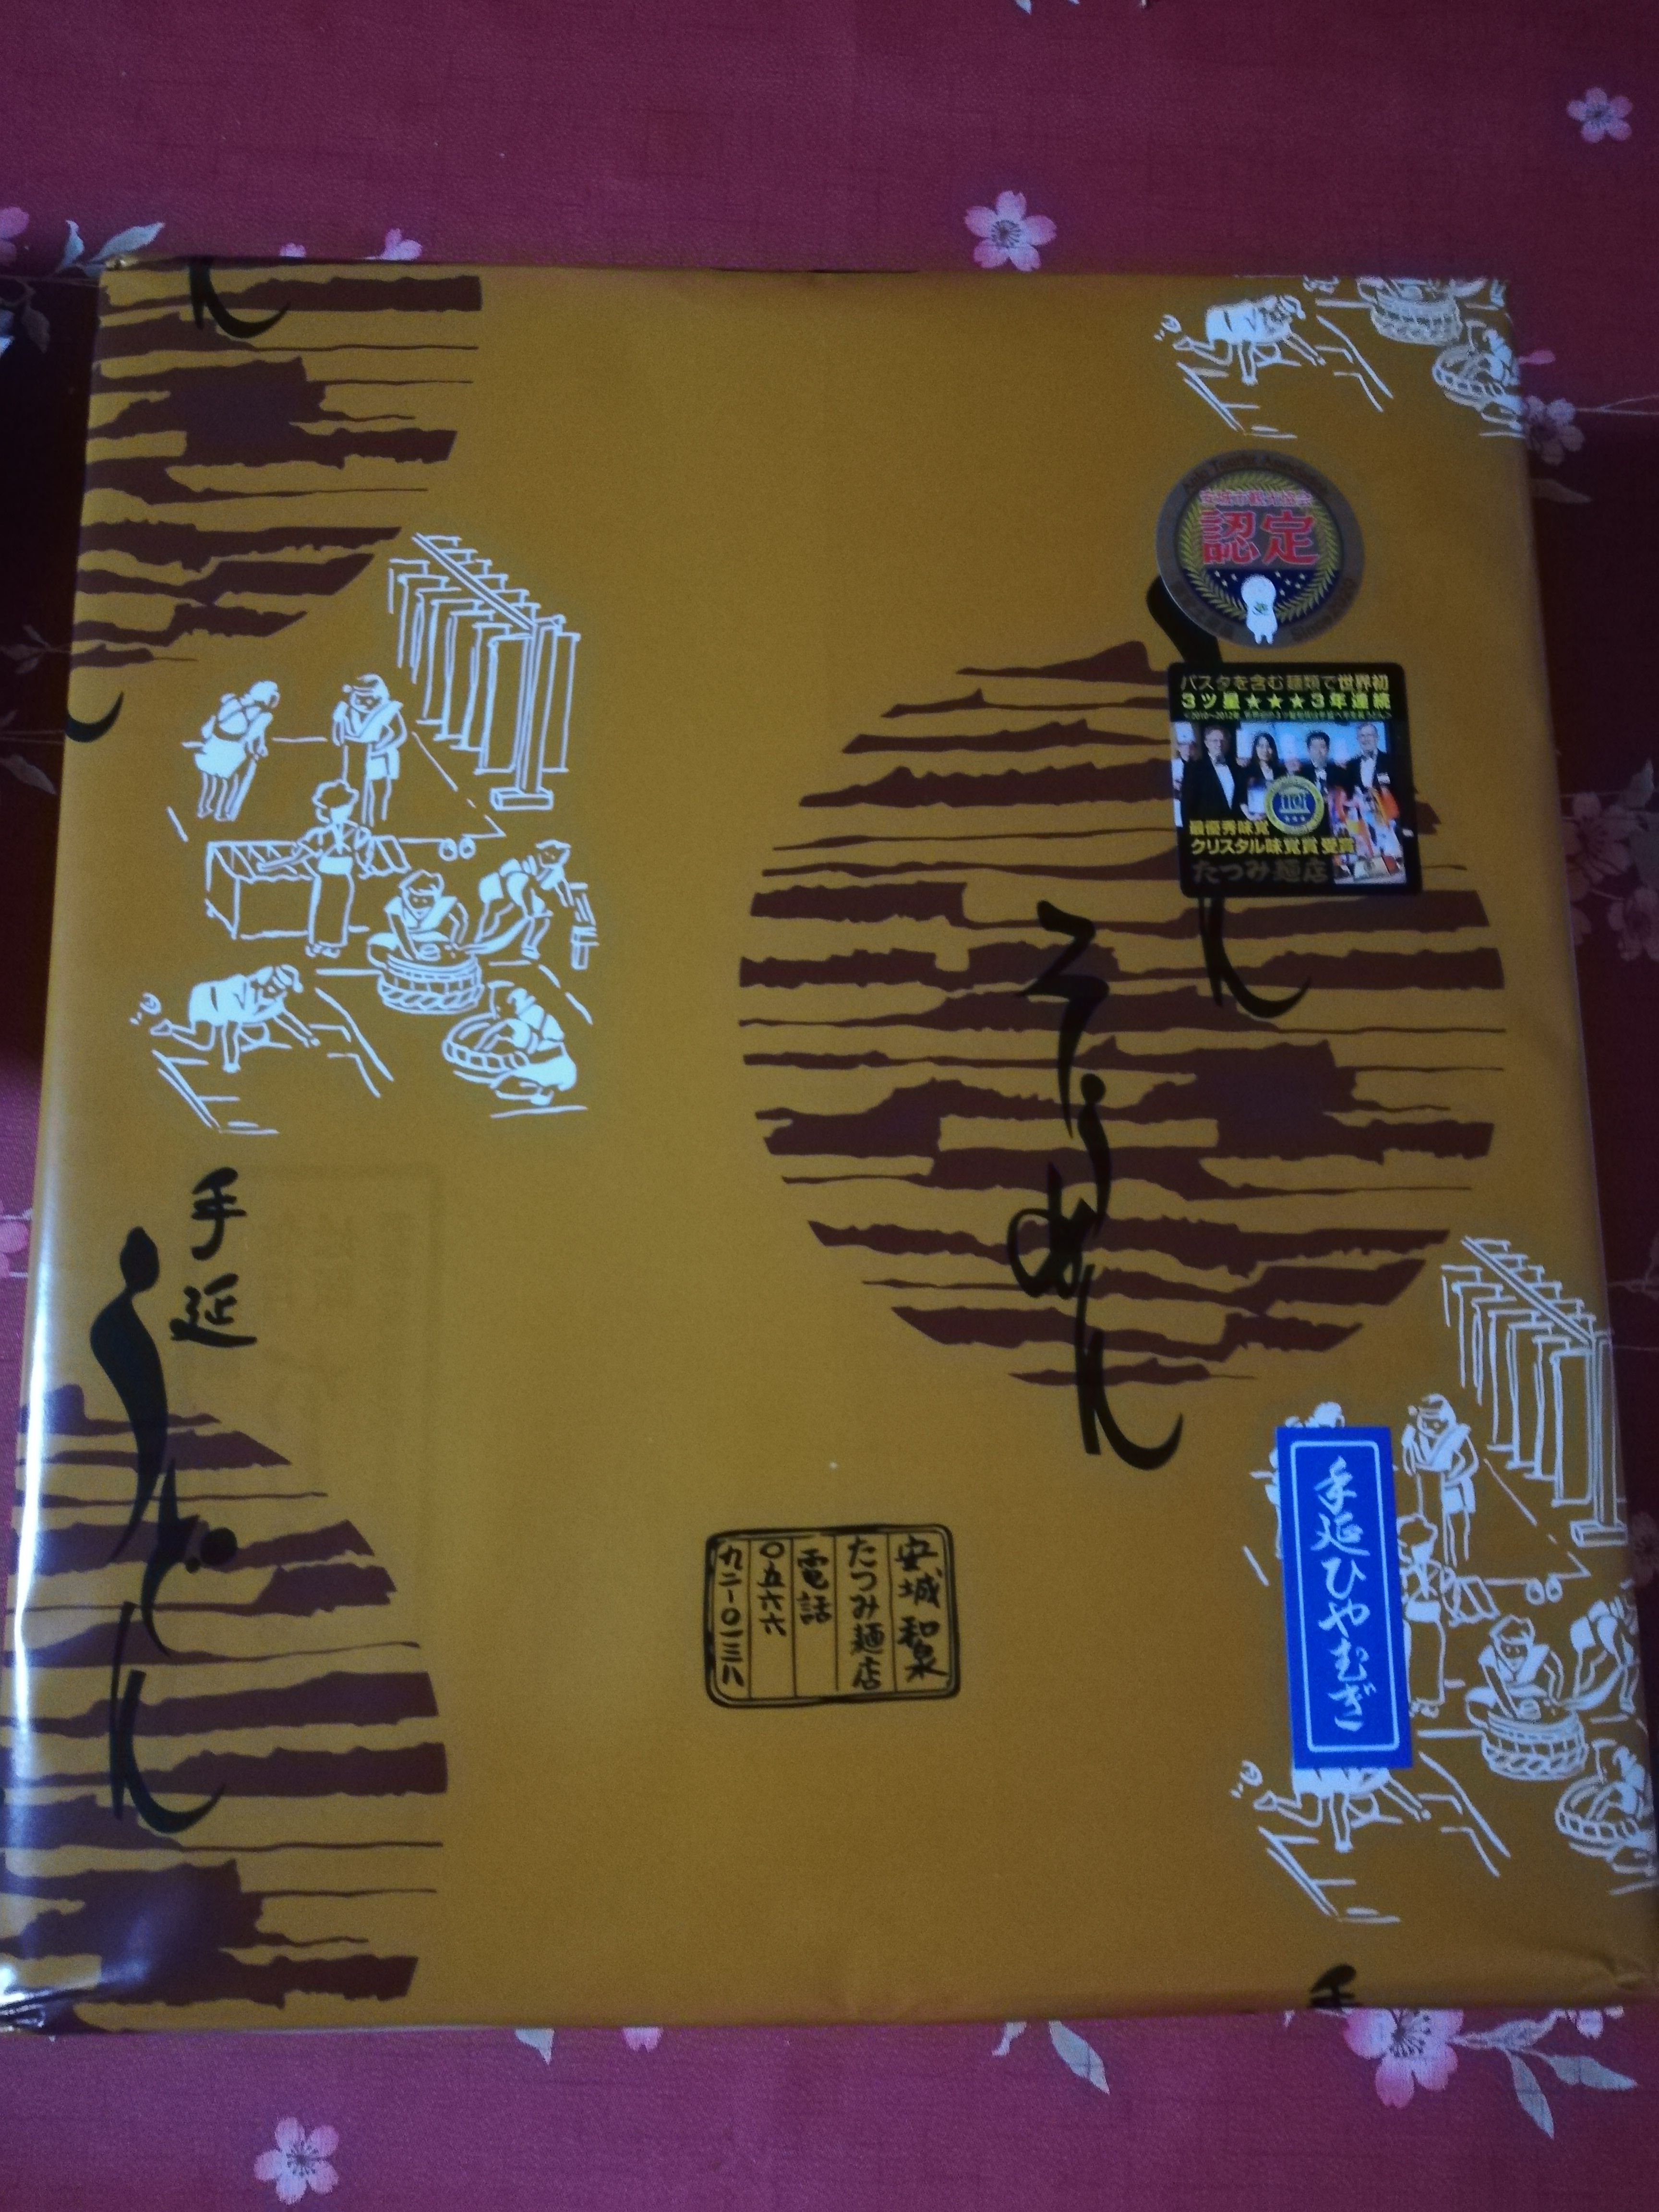 認定
パスタを含む麺類で世界初
3ツ星★★★3年連続
iTQi
最優秀味覚
クリスタル味覚賞受賞
たつみ麺店
そうめん
手延
うどん
安城 和泉
たつみ麺店
電話
〇五六六
九二-〇一三八
手延ひやむぎ
手